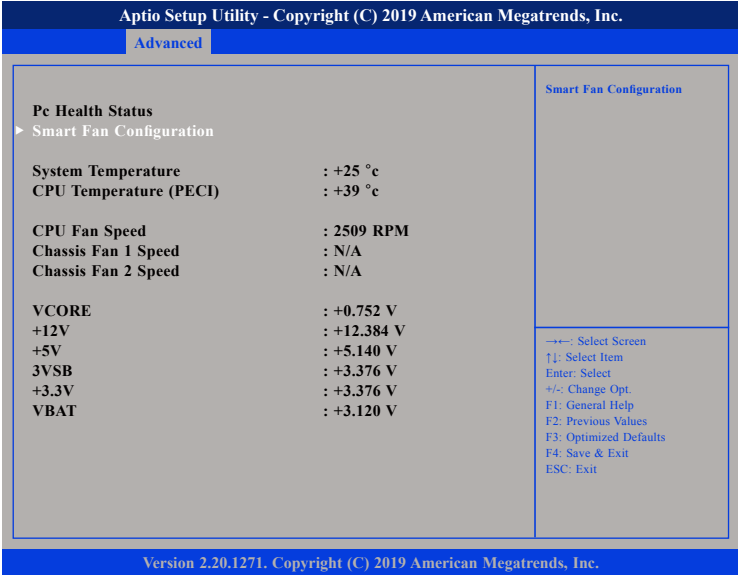 Aptio Setup Utility - Copyright (C) 2019 American Megatrends, Inc.
Advanced
Pc Health Status
► Smart Fan Configuration
System Temperature : +25 °c
CPU Temperature (PECI) : +39 °c
CPU Fan Speed : 2509 RPM
Chassis Fan 1 Speed : N/A
Chassis Fan 2 Speed : N/A
VCORE : +0.752 V
+12V : +12.384 V
+5V : +5.140 V
3VSB : +3.376 V
+3.3V : +3.376 V
VBAT : +3.120 V
Smart Fan Configuration
→←: Select Screen
↑↓: Select Item
Enter: Select
+/-: Change Opt.
F1: General Help
F2: Previous Values
F3: Optimized Defaults
F4: Save & Exit
ESC: Exit
Version 2.20.1271. Copyright (C) 2019 American Megatrends, Inc.